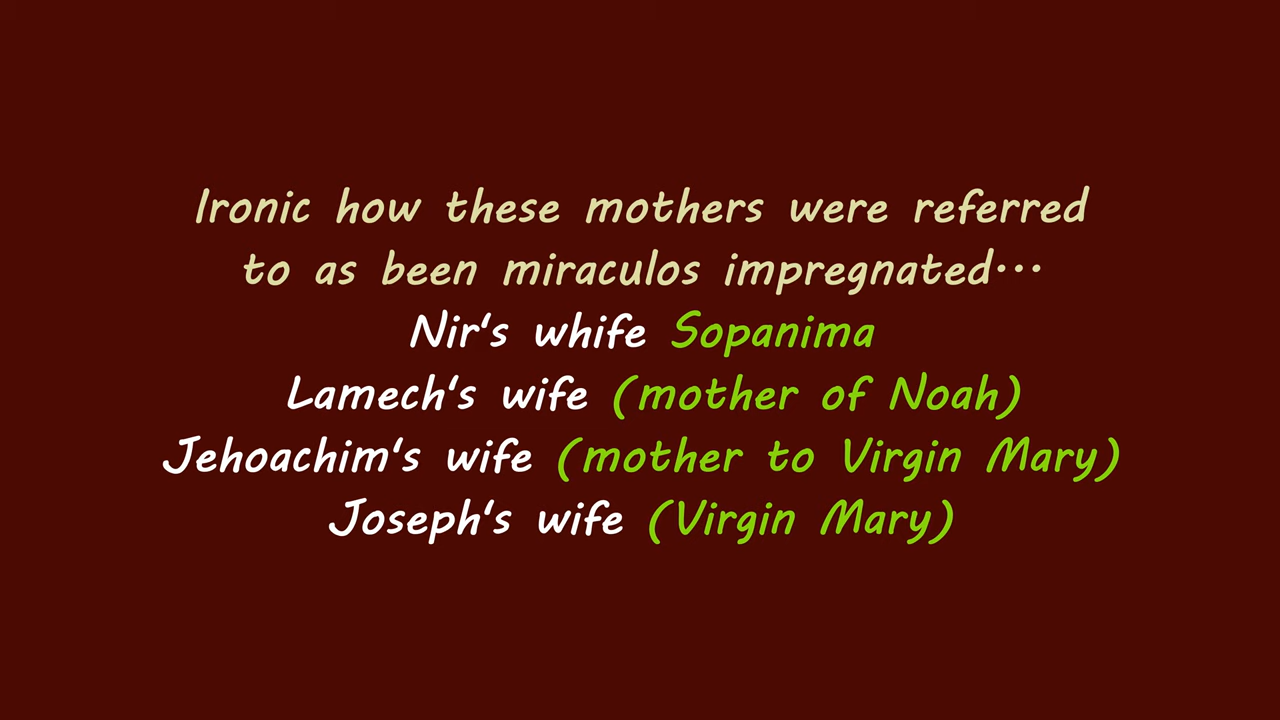 Ironic how these mothers were referred
to as been miraculos impregnated...
Nir's whife Sopanima
Lamech's wife (mother of Noah)
Jehoachim's wife (mother to Virgin Mary)
Joseph's wife (Virgin Mary)